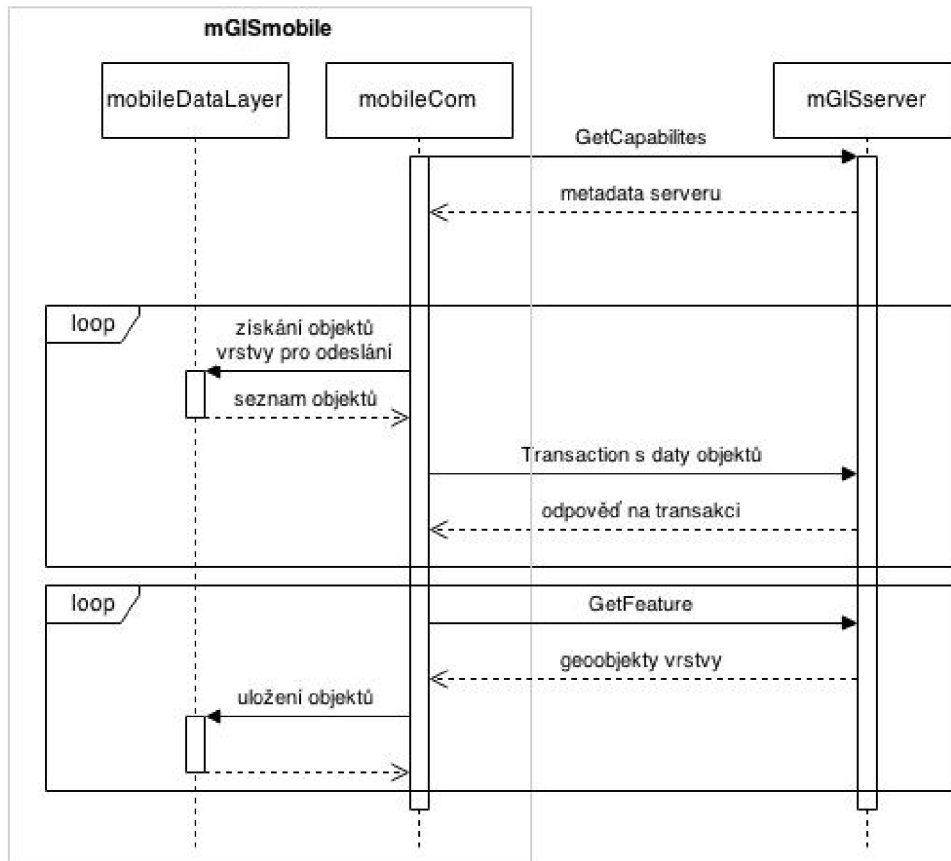 mGISmobile
mobileDataLayer
mobileCom
mGISserver
GetCapabilites
metadata serveru
loop
získání objektů
vrstvy pro odeslání
seznam objektů
Transaction s daty objektů
odpověď na transakci
loop
GetFeature
geoobjekty vrstvy
uložení objektů